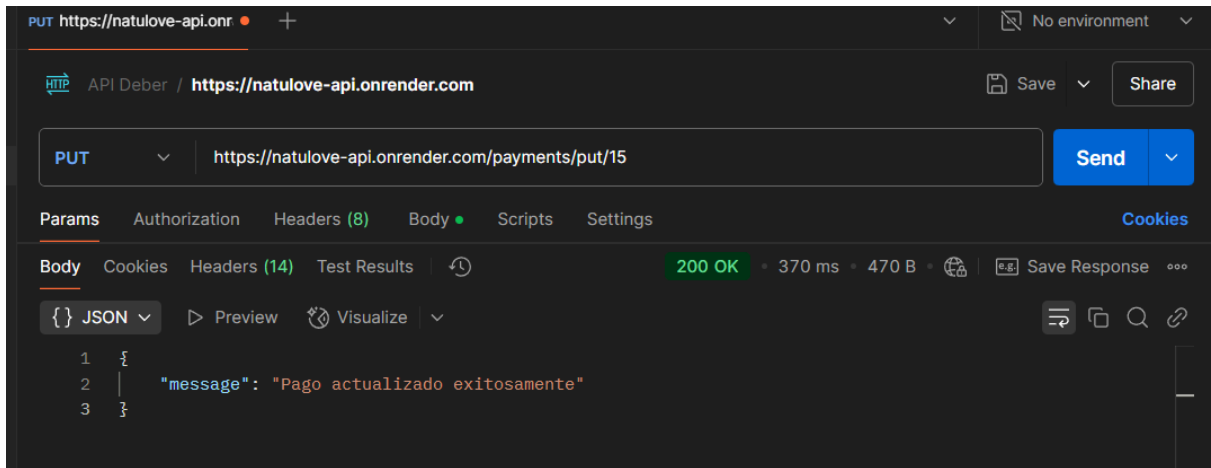 PUT https://natulove-api.onr
No environment
HTTP API Deber / https://natulove-api.onrender.com
Save
Share
PUT https://natulove-api.onrender.com/payments/put/15
Send
Params Authorization Headers (8) Body Scripts Settings Cookies
Body Cookies Headers (14) Test Results 200 OK 370 ms 470 B e.g. Save Response
{} JSON Preview Visualize
1 {
2 "message": "Pago actualizado exitosamente"
3 }